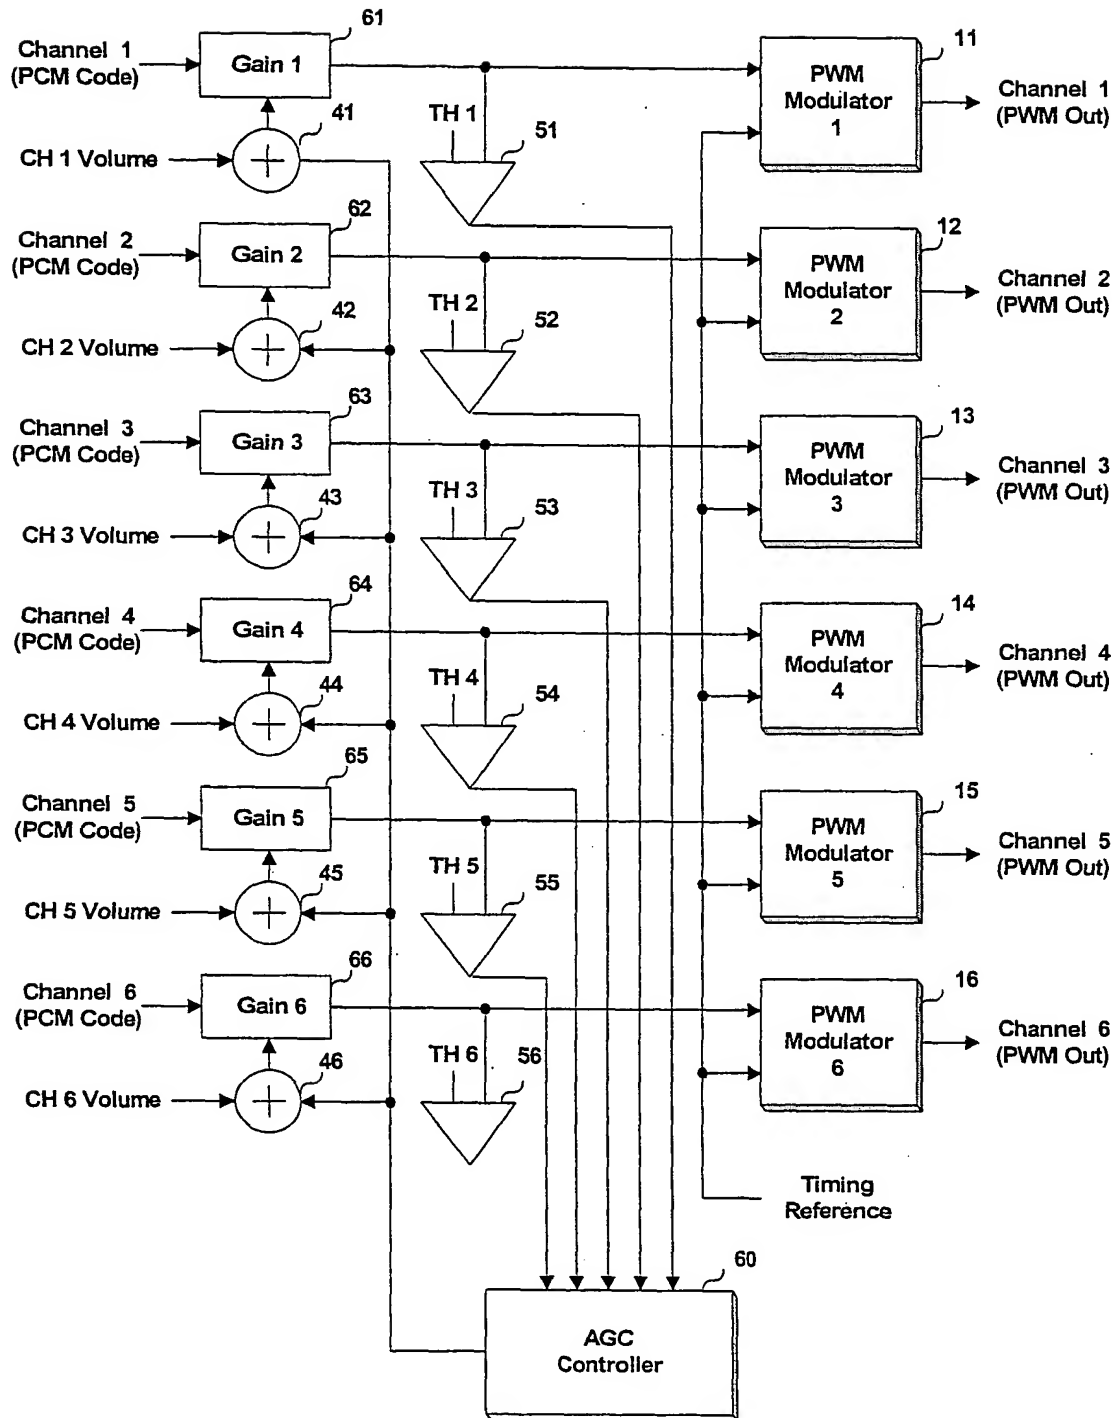 61
11
Channel 1
(PCM Code)
Gain 1
PWM
Modulator
1
Channel 1
(PWM Out)
TH 1
41
51
CH 1 Volume
62
12
Channel 2
(PCM Code)
Gain 2
PWM
Modulator
2
Channel 2
(PWM Out)
TH 2
42
52
CH 2 Volume
63
13
Channel 3
(PCM Code)
Gain 3
PWM
Modulator
3
Channel 3
(PWM Out)
TH 3
43
53
CH 3 Volume
64
14
Channel 4
(PCM Code)
Gain 4
PWM
Modulator
4
Channel 4
(PWM Out)
TH 4
44
54
CH 4 Volume
65
15
Channel 5
(PCM Code)
Gain 5
PWM
Modulator
5
Channel 5
(PWM Out)
TH 5
45
55
CH 5 Volume
66
16
Channel 6
(PCM Code)
Gain 6
PWM
Modulator
6
Channel 6
(PWM Out)
TH 6
46
56
CH 6 Volume
Timing
Reference
60
AGC
Controller